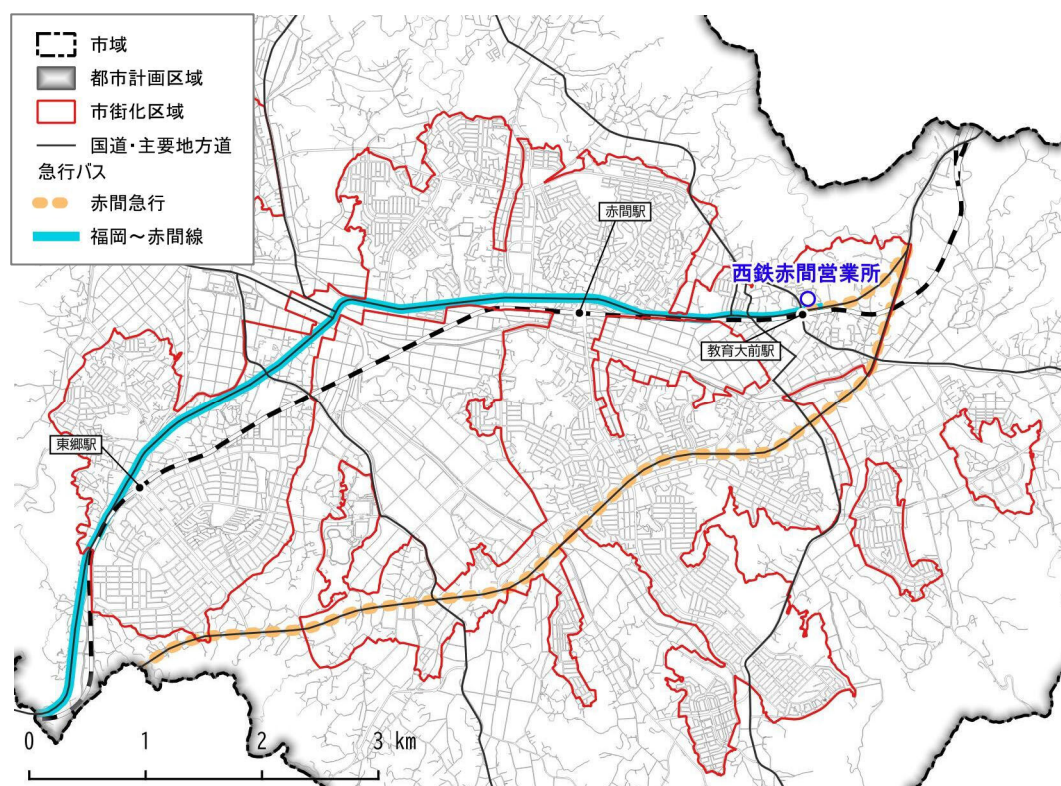 市域
都市計画区域
市街化区域
国道・主要地方道
急行バス
赤間急行
福岡～赤間線
赤間駅
西鉄赤間営業所
教育大前駅
東郷駅
0 1 2 3 km